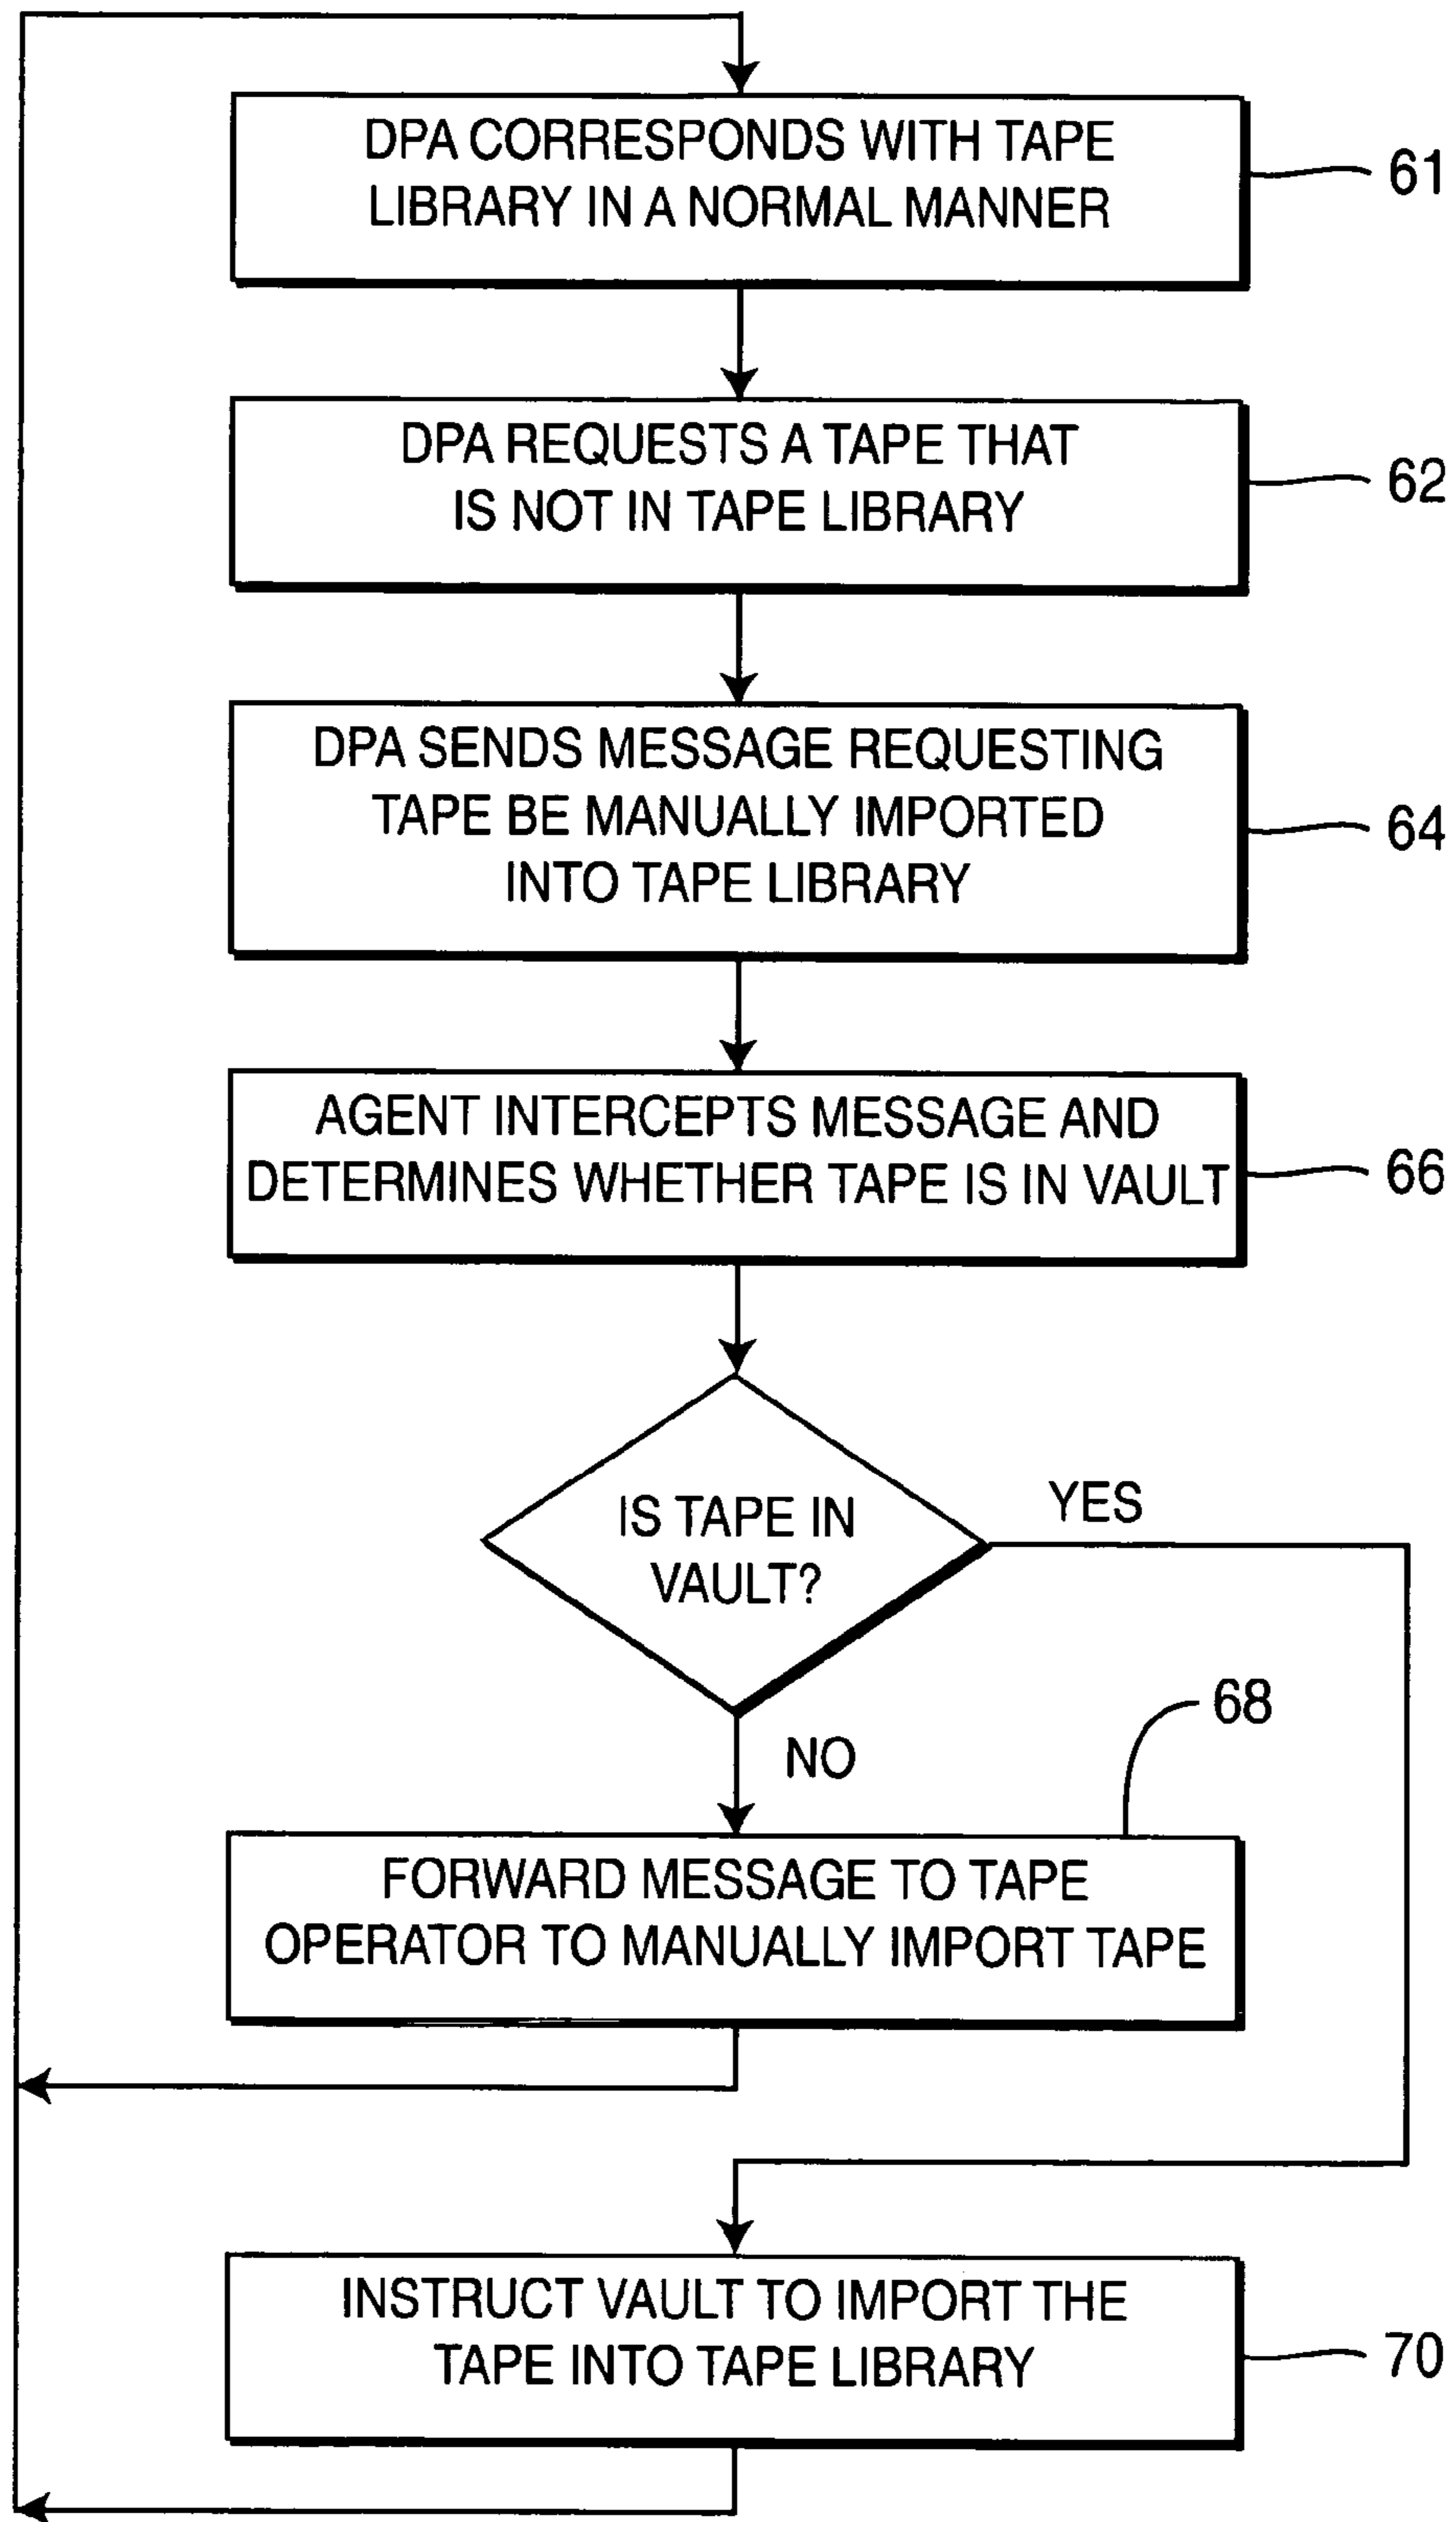 DPA CORRESPONDS WITH TAPE
LIBRARY IN A NORMAL MANNER
61
DPA REQUESTS A TAPE THAT
IS NOT IN TAPE LIBRARY
62
DPA SENDS MESSAGE REQUESTING
TAPE BE MANUALLY IMPORTED
INTO TAPE LIBRARY
64
AGENT INTERCEPTS MESSAGE AND
DETERMINES WHETHER TAPE IS IN VAULT
66
IS TAPE IN
VAULT?
YES
NO
68
FORWARD MESSAGE TO TAPE
OPERATOR TO MANUALLY IMPORT TAPE
INSTRUCT VAULT TO IMPORT THE
TAPE INTO TAPE LIBRARY
70